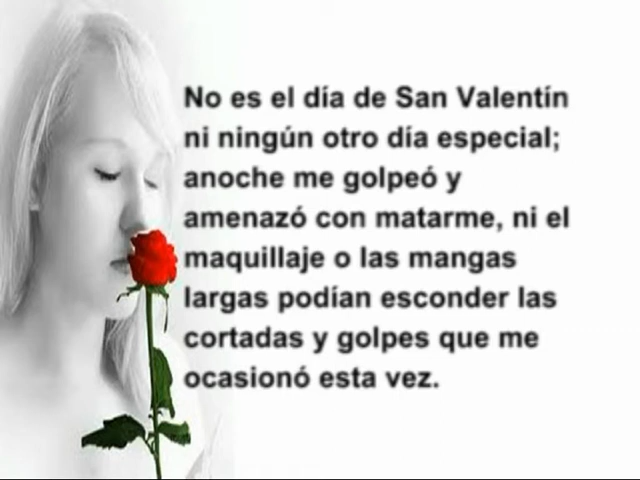 No es el día de San Valentín
ni ningún otro día especial;
anoche me golpeó y
amenazó con matarme, ni el
maquillaje o las mangas
largas podían esconder las
cortadas y golpes que me
ocasionó esta vez.